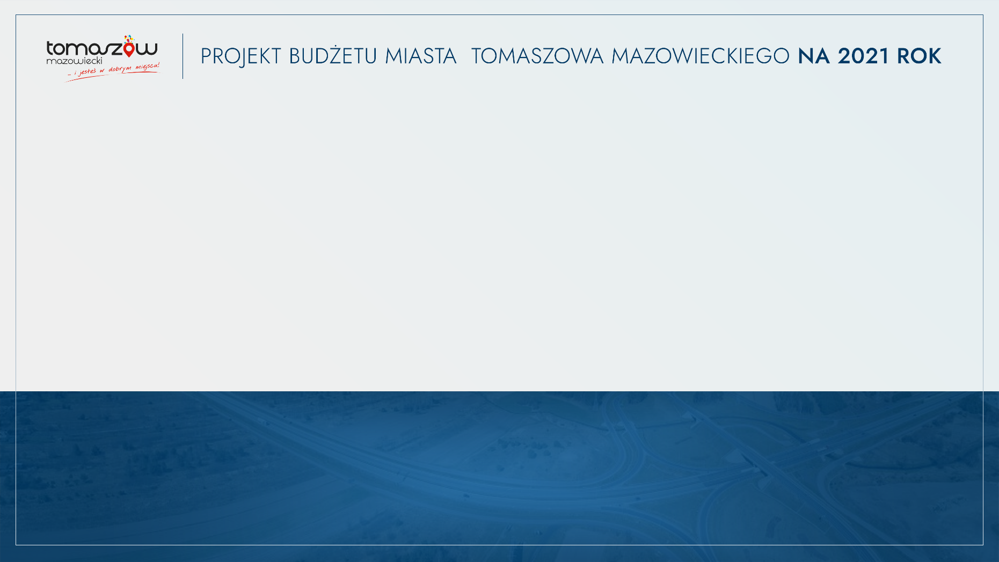 tomaszów
mazowiecki
... i jesteś w dobrym miejscu!
PROJEKT BUDŻETU MIASTA TOMASZOWA MAZOWIECKIEGO NA 2021 ROK